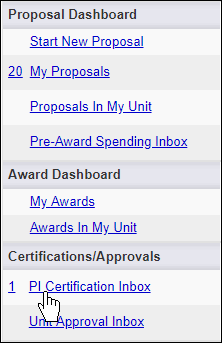 Proposal Dashboard
Start New Proposal
20 My Proposals
Proposals In My Unit
Pre-Award Spending Inbox
Award Dashboard
My Awards
Awards In My Unit
Certifications/Approvals
1 PI Certification Inbox
Unit Approval Inbox